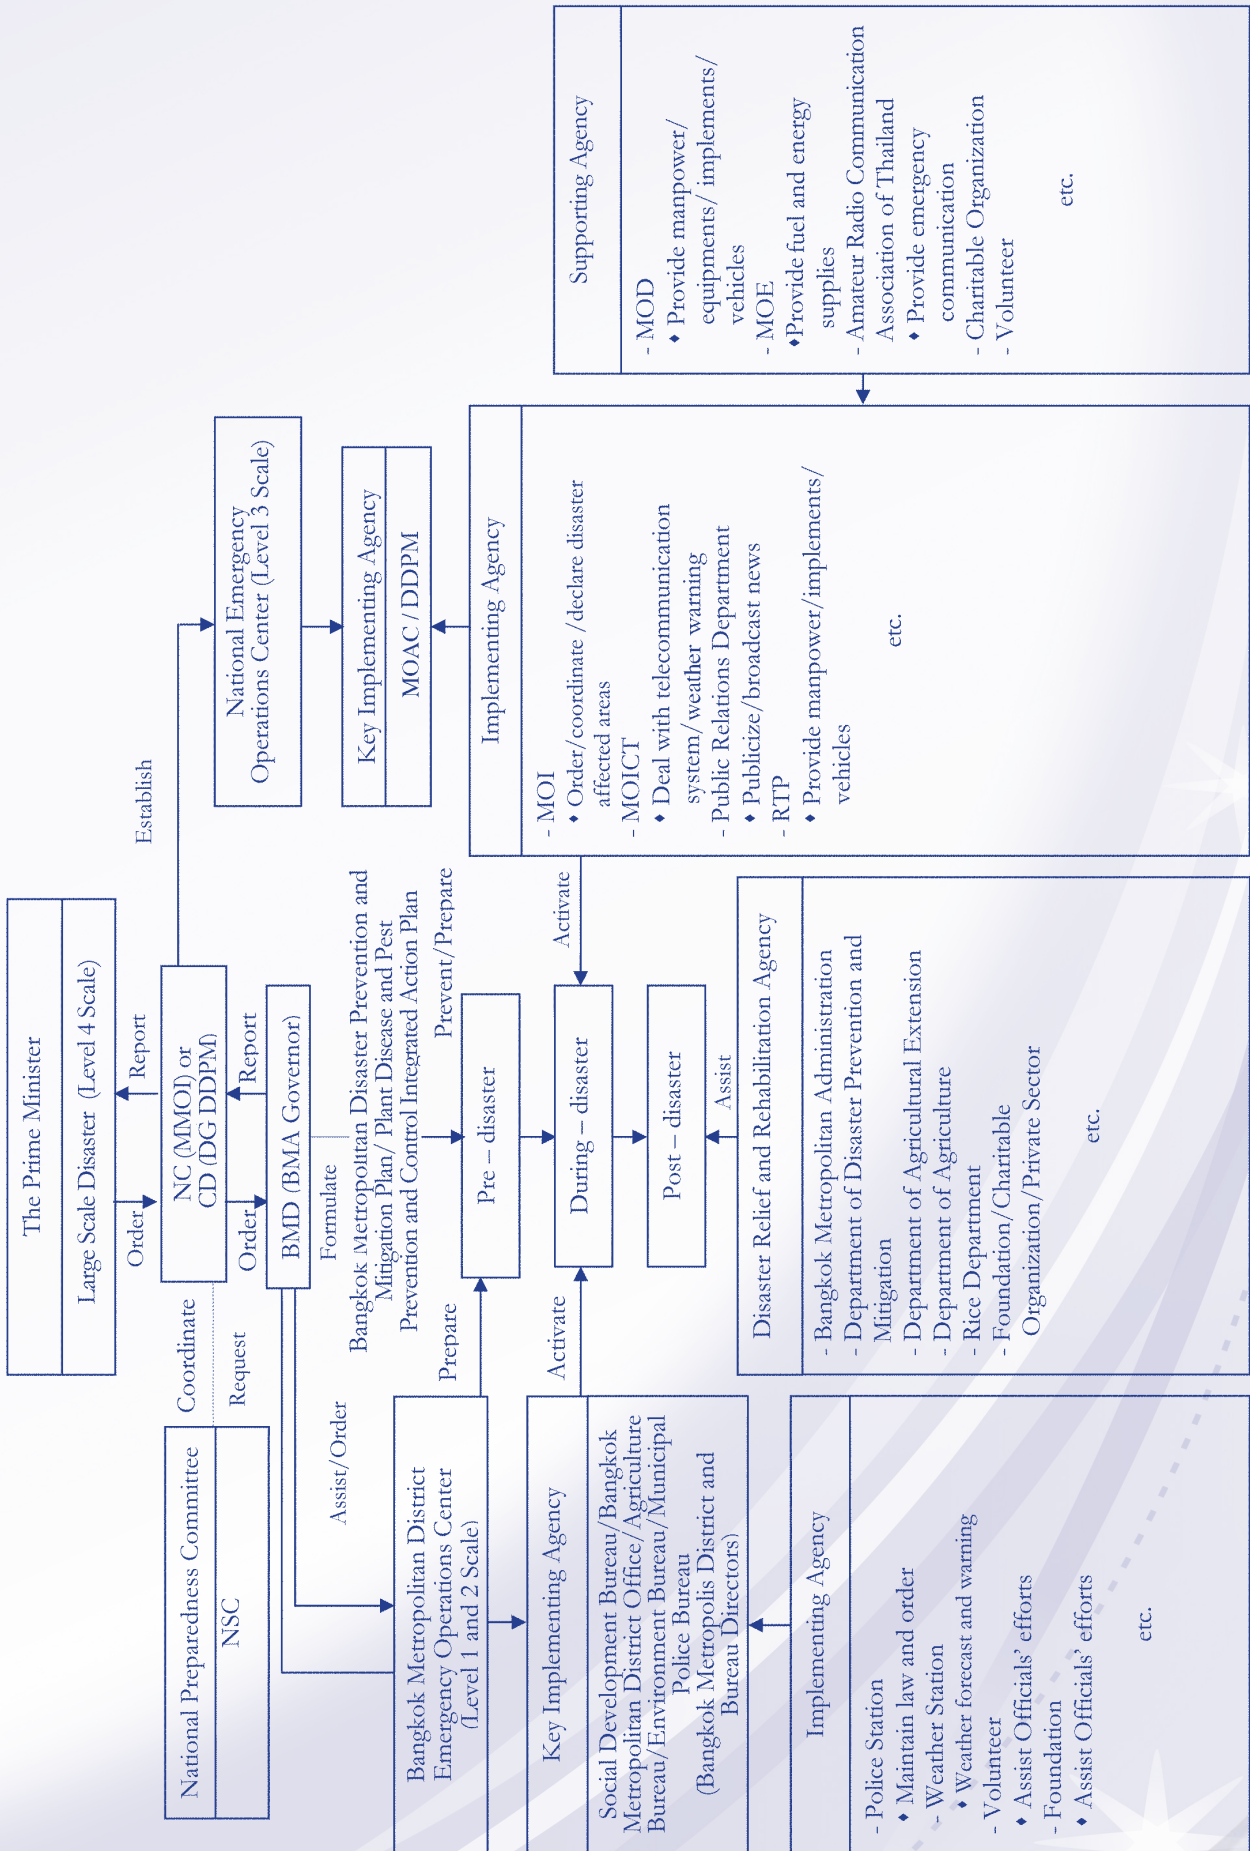 The Prime Minister
Large Scale Disaster (Level 4 Scale)
Order
Report
National Preparedness Committee
NSC
Coordinate
Request
NC (MMOI) or
CD (DG DDPM)
Establish
National Emergency
Operations Center (Level 3 Scale)
Order
Report
BMD (BMA Governor)
Assist/Order
Formulate
Bangkok Metropolitan Disaster Prevention and
Mitigation Plan/ Plant Disease and Pest
Prevention and Control Integrated Action Plan
Key Implementing Agency
MOAC / DDPM
Bangkok Metropolitan District
Emergency Operations Center
(Level 1 and 2 Scale)
Prepare
Prevent/Prepare
Pre – disaster
Key Implementing Agency
Social Development Bureau/Bangkok
Metropolitan District Office/Agriculture
Bureau/Environment Bureau/Municipal
Police Bureau
(Bangkok Metropolis District and
Bureau Directors)
Activate
During – disaster
Activate
Post – disaster
Assist
Implementing Agency
- Police Station
♦ Maintain law and order
- Weather Station
♦ Weather forecast and warning
- Volunteer
♦ Assist Officials’ efforts
- Foundation
♦ Assist Officials’ efforts
etc.
Disaster Relief and Rehabilitation Agency
- Bangkok Metropolitan Administration
- Department of Disaster Prevention and
Mitigation
- Department of Agricultural Extension
- Department of Agriculture
- Rice Department
- Foundation/Charitable
Organization/Private Sector
etc.
Implementing Agency
- MOI
♦ Order/coordinate /declare disaster
affected areas
- MOICT
♦ Deal with telecommunication
system/weather warning
- Public Relations Department
♦ Publicize/broadcast news
- RTP
♦ Provide manpower/implements/
vehicles
etc.
Supporting Agency
- MOD
♦ Provide manpower/
equipments/ implements/
vehicles
- MOE
♦Provide fuel and energy
supplies
- Amateur Radio Communication
Association of Thailand
♦ Provide emergency
communication
- Charitable Organization
- Volunteer
etc.